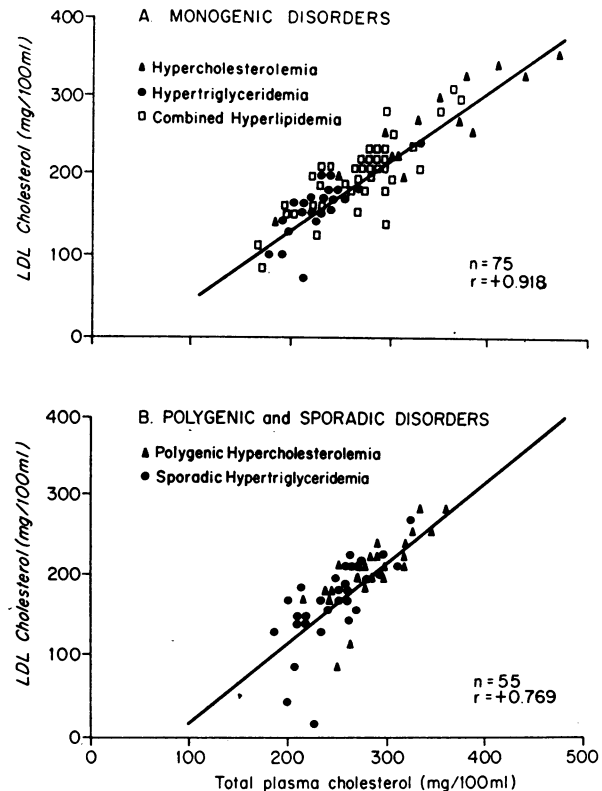 A. MONOGENIC DISORDERS
▲ Hypercholesterolemia
● Hypertriglyceridemia
□ Combined Hyperlipidemia
LDL Cholesterol (mg/100ml)
400
300
200
100
0
n=75
r=+0.918
B. POLYGENIC and SPORADIC DISORDERS
▲ Polygenic Hypercholesterolemia
● Sporadic Hypertriglyceridemia
LDL Cholesterol (mg/100ml)
400
300
200
100
0
n=55
r=+0.769
0 100 200 300 400 500
Total plasma cholesterol (mg/100ml)